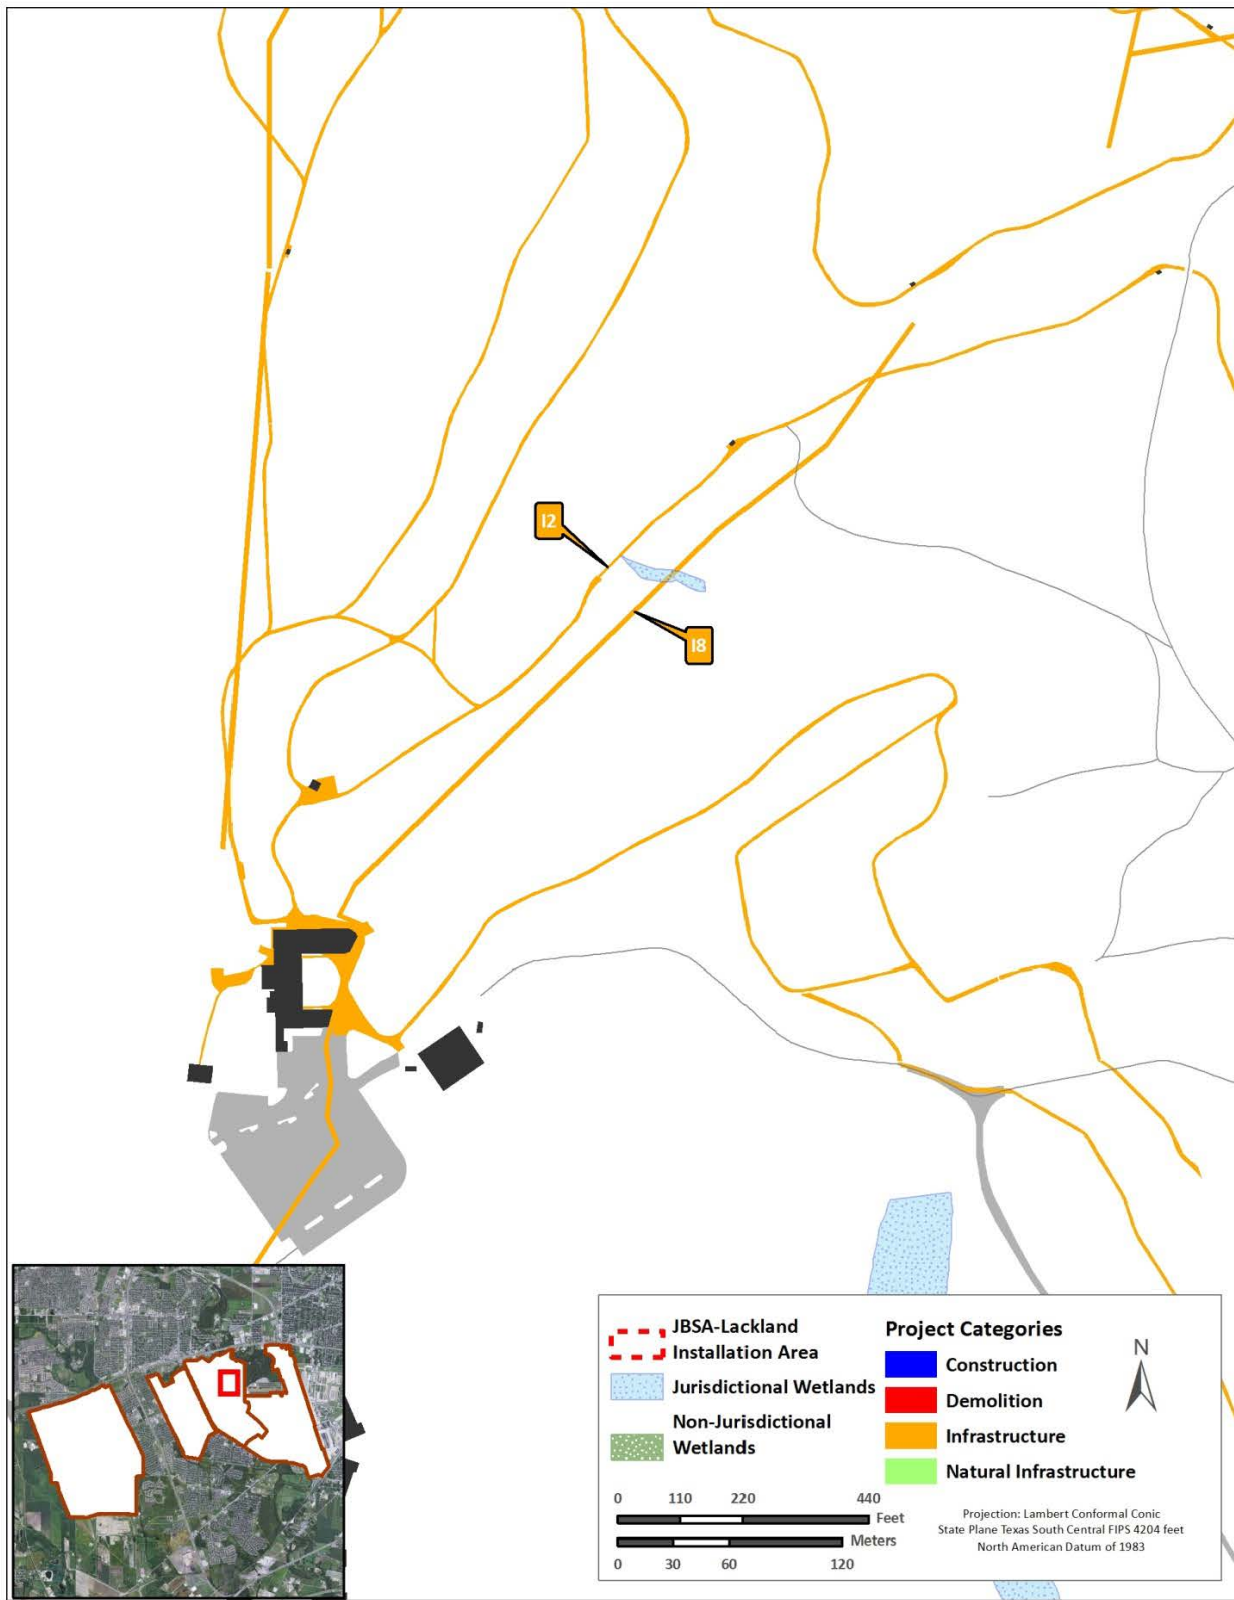 I2
I8
JBSA-Lackland
Installation Area
Jurisdictional Wetlands
Non-Jurisdictional
Wetlands
0 110 220 440
Feet
Meters
0 30 60 120
Project Categories
Construction
Demolition
Infrastructure
Natural Infrastructure
N
Projection: Lambert Conformal Conic
State Plane Texas South Central FIPS 4204 feet
North American Datum of 1983